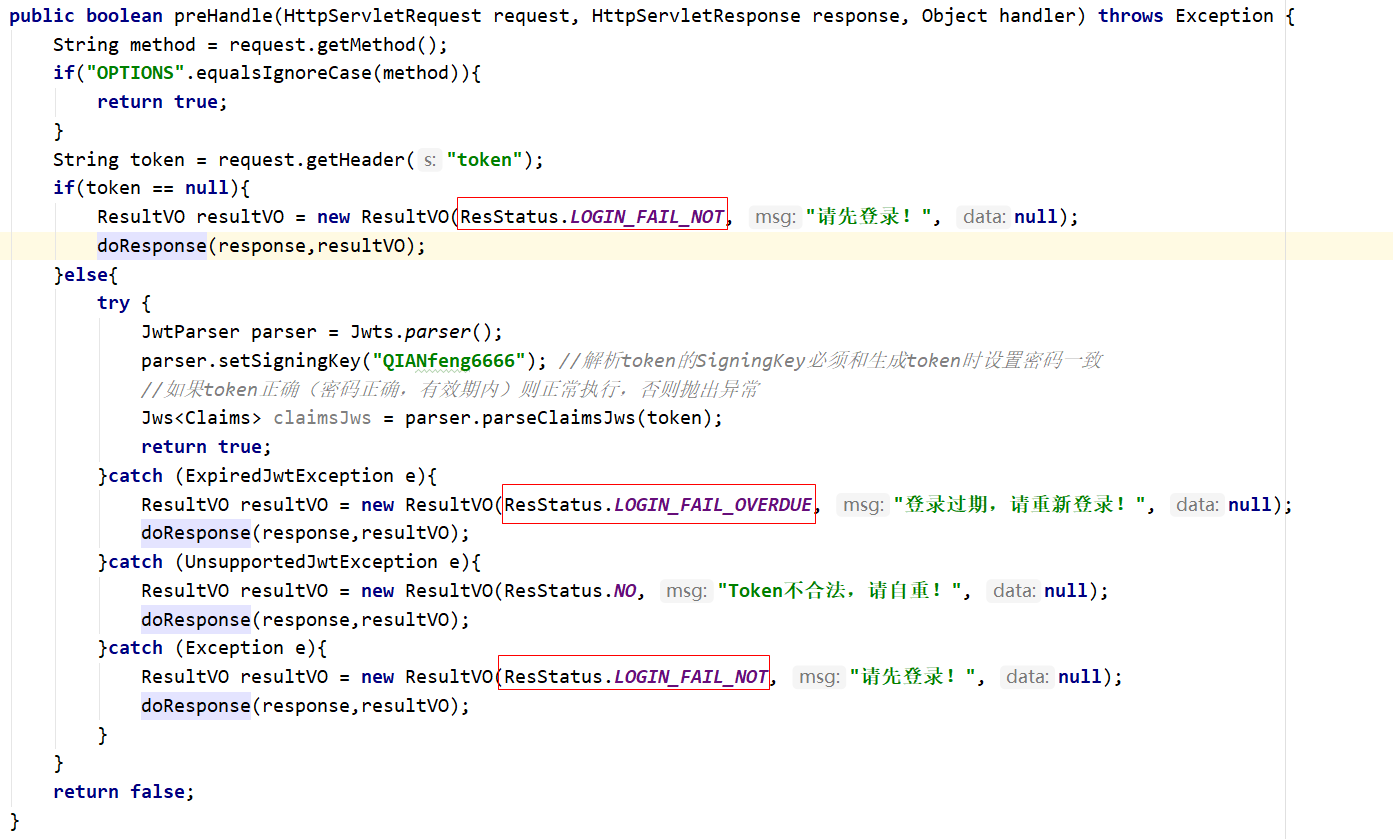 public boolean preHandle(HttpServletRequest request, HttpServletResponse response, Object handler) throws Exception {
    String method = request.getMethod();
    if("OPTIONS".equalsIgnoreCase(method)){
        return true;
    }
    String token = request.getHeader( s: "token");
    if(token == null){
        ResultVO resultVO = new ResultVO(ResStatus.LOGIN_FAIL_NOT, msg: "请先登录！", data: null);
        doResponse(response,resultVO);
    }else{
        try {
            JwtParser parser = Jwts.parser();
            parser.setSigningKey("QIANfeng6666"); //解析token的SigningKey必须和生成token时设置密码一致
            //如果token正确（密码正确，有效期内）则正常执行，否则抛出异常
            Jws<Claims> claimsJws = parser.parseClaimsJws(token);
            return true;
        }catch (ExpiredJwtException e){
            ResultVO resultVO = new ResultVO(ResStatus.LOGIN_FAIL_OVERDUE, msg: "登录过期，请重新登录！", data: null);
            doResponse(response,resultVO);
        }catch (UnsupportedJwtException e){
            ResultVO resultVO = new ResultVO(ResStatus.NO, msg: "Token不合法，请自重！", data: null);
            doResponse(response,resultVO);
        }catch (Exception e){
            ResultVO resultVO = new ResultVO(ResStatus.LOGIN_FAIL_NOT, msg: "请先登录！", data: null);
            doResponse(response,resultVO);
        }
    }
    return false;
}